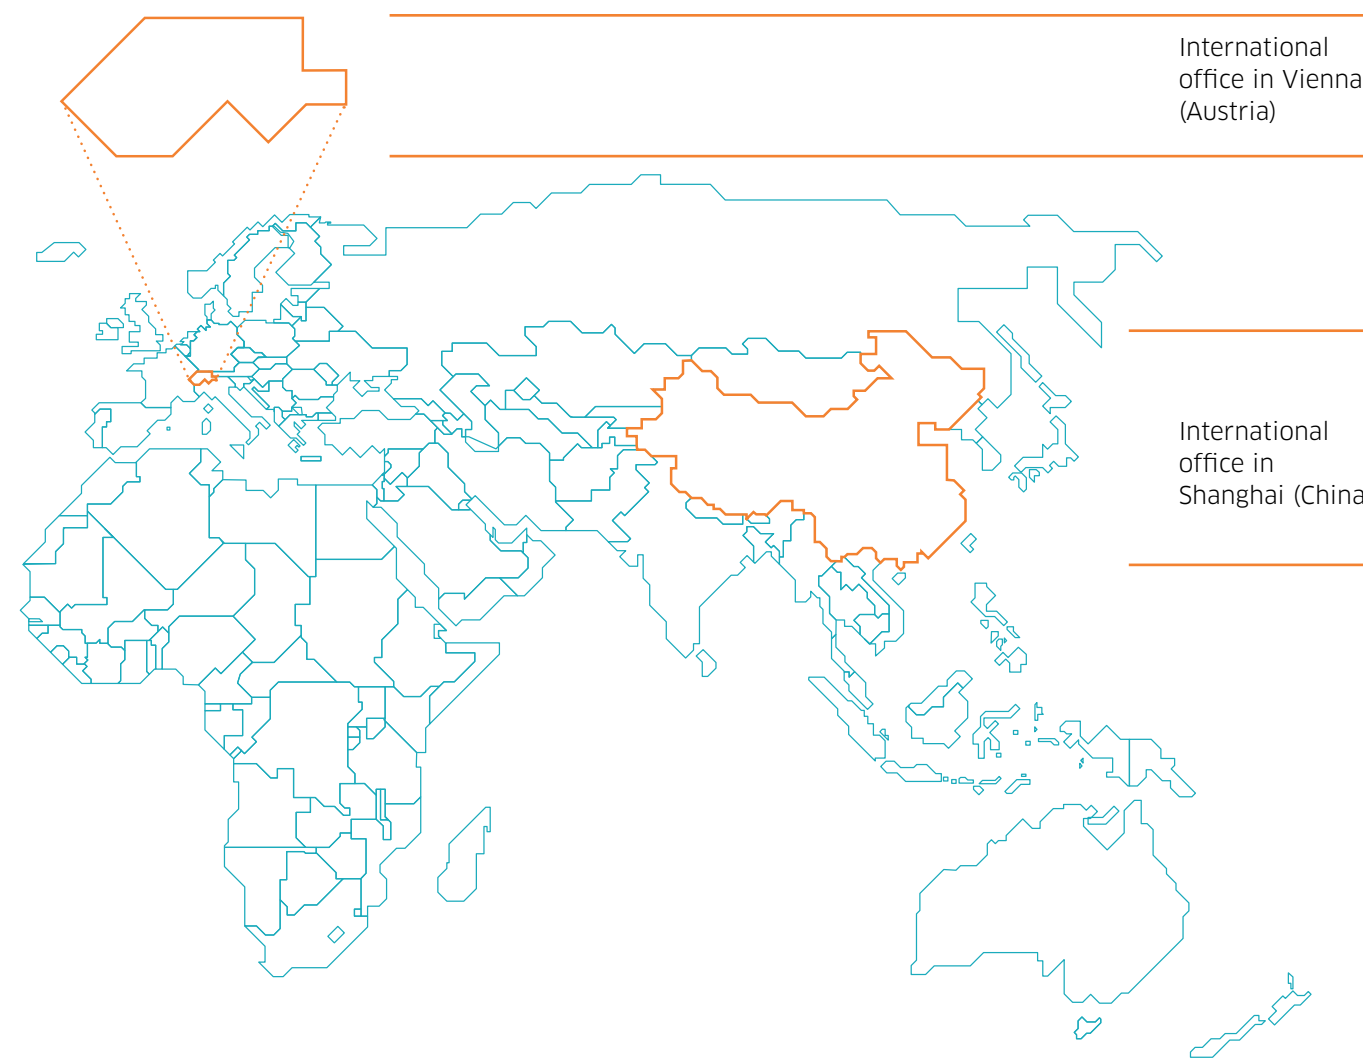 International
office in Vienna
(Austria)
International
office in
Shanghai (China